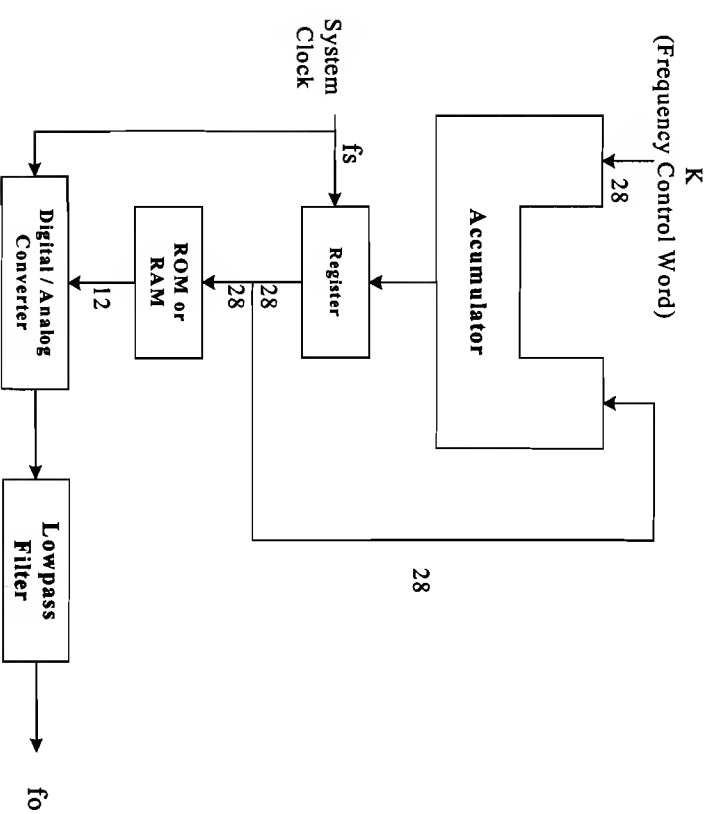 K
(Frequency Control Word)
28
Accumulator
28
System
Clock
fs
Register
28
28
ROM or
RAM
12
Digital / Analog
Converter
Lowpass
Filter
fo